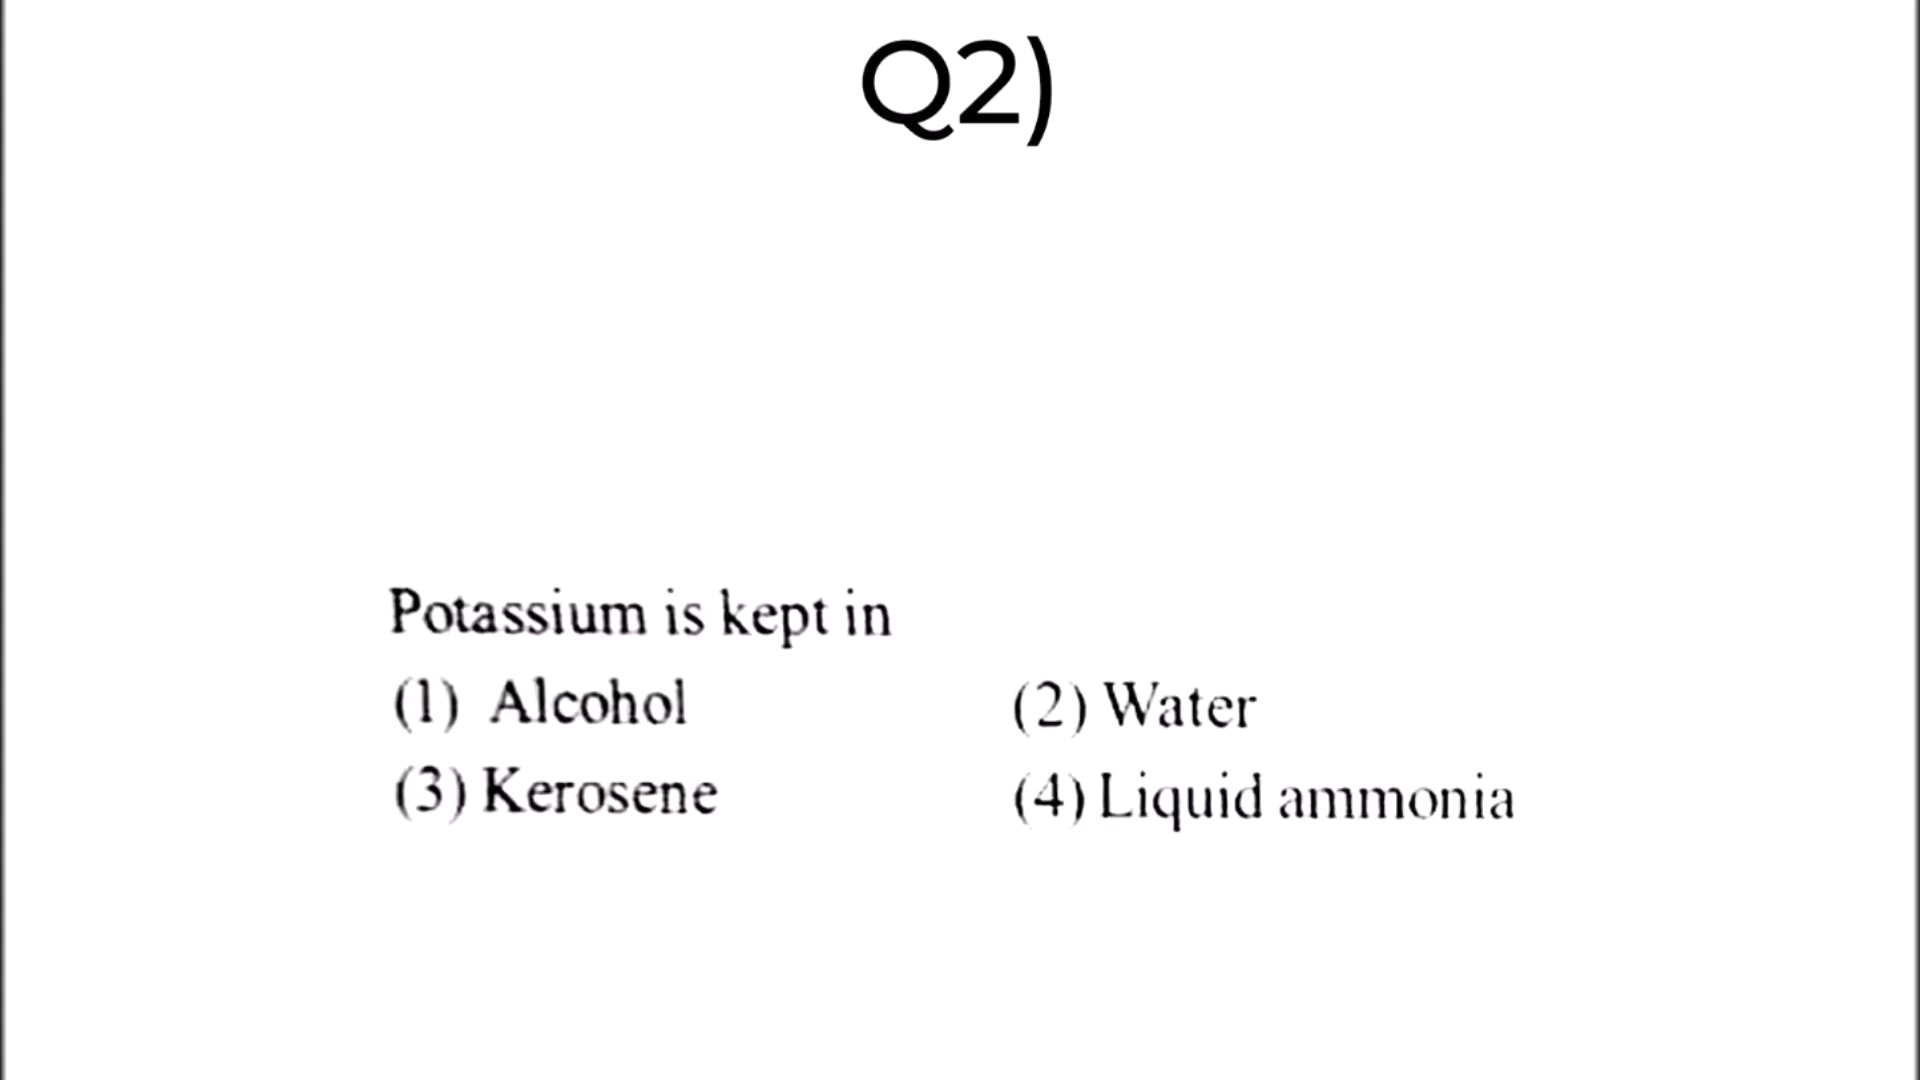 Q2)
Potassium is kept in
(1) Alcohol (2) Water
(3) Kerosene (4) Liquid ammonia